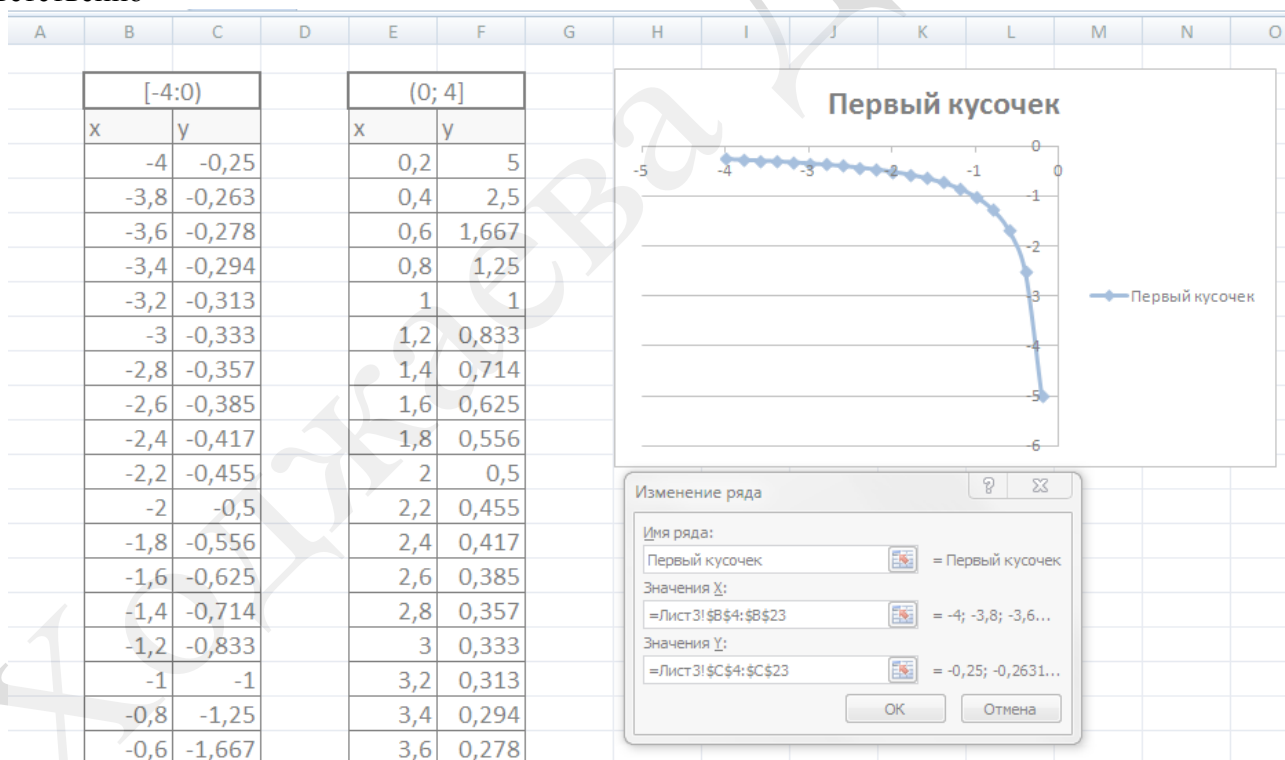 A B C D E F G H I J K L M N O
[-4:0) (0; 4]
x y x y
-4 -0,25 0,2 5
-3,8 -0,263 0,4 2,5
-3,6 -0,278 0,6 1,667
-3,4 -0,294 0,8 1,25
-3,2 -0,313 1 1
-3 -0,333 1,2 0,833
-2,8 -0,357 1,4 0,714
-2,6 -0,385 1,6 0,625
-2,4 -0,417 1,8 0,556
-2,2 -0,455 2 0,5
-2 -0,5 2,2 0,455
-1,8 -0,556 2,4 0,417
-1,6 -0,625 2,6 0,385
-1,4 -0,714 2,8 0,357
-1,2 -0,833 3 0,333
-1 -1 3,2 0,313
-0,8 -1,25 3,4 0,294
-0,6 -1,667 3,6 0,278
Первый кусочек
0
-5 -4 -3 -2 -1 0
-1
-2
-3
-4
-5
-6
Первый кусочек
Изменение ряда
Имя ряда:
Первый кусочек = Первый кусочек
Значения X:
=Лист3!$B$4:$B$23 = -4; -3,8; -3,6...
Значения Y:
=Лист3!$C$4:$C$23 = -0,25; -0,2631...
ОК Отмена
Ходжаева